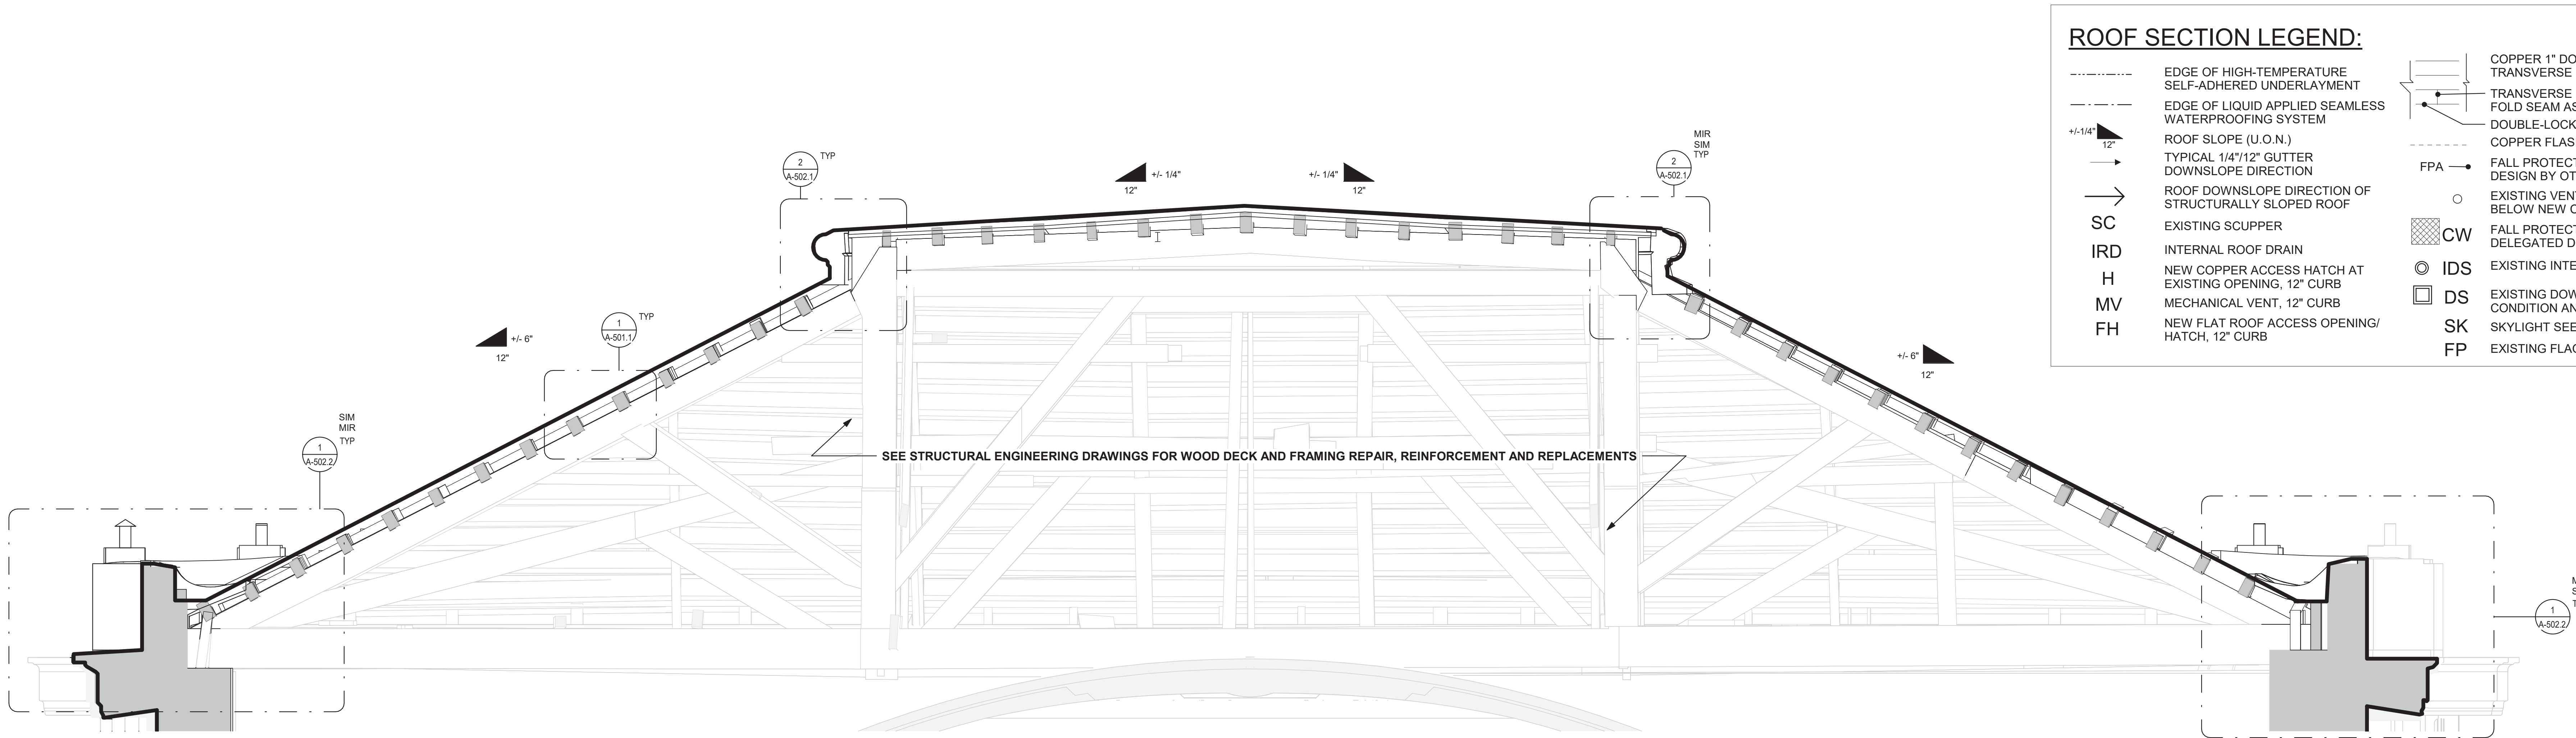 ROOF SECTION LEGEND:
EDGE OF HIGH-TEMPERATURE
SELF-ADHERED UNDERLAYMENT
EDGE OF LIQUID APPLIED SEAMLESS
WATERPROOFING SYSTEM
+/-1/4"
12"
ROOF SLOPE (U.O.N.)
TYPICAL 1/4"/12" GUTTER
DOWNSLOPE DIRECTION
ROOF DOWNSLOPE DIRECTION OF
STRUCTURALLY SLOPED ROOF
SC
EXISTING SCUPPER
IRD
INTERNAL ROOF DRAIN
H
NEW COPPER ACCESS HATCH AT
EXISTING OPENING, 12" CURB
MV
MECHANICAL VENT, 12" CURB
FH
NEW FLAT ROOF ACCESS OPENING/
HATCH, 12" CURB
COPPER 1" DO
TRANSVERSE
TRANSVERSE
FOLD SEAM AS
DOUBLE-LOCK
COPPER FLAS
FPA
FALL PROTECT
DESIGN BY OT
EXISTING VENT
BELOW NEW C
CW
FALL PROTECT
DELEGATED D
IDS
EXISTING INTE
DS
EXISTING DOW
CONDITION AN
SK
SKYLIGHT SEE
FP
EXISTING FLAG
2
A-502.1
TYP
+/- 1/4"
12"
+/- 1/4"
12"
MIR
SIM
TYP
2
A-502.1
1
A-501.1
TYP
+/- 6"
12"
+/- 6"
12"
SIM
MIR
TYP
1
A-502.2
SEE STRUCTURAL ENGINEERING DRAWINGS FOR WOOD DECK AND FRAMING REPAIR, REINFORCEMENT AND REPLACEMENTS
1
A-502.2